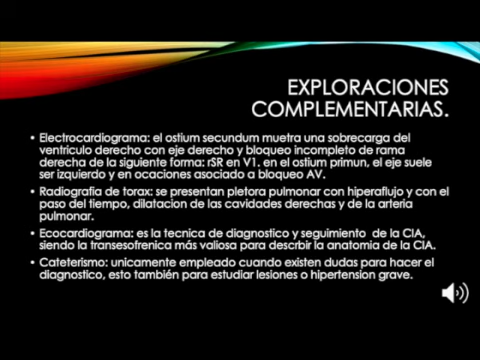 EXPLORACIONES
COMPLEMENTARIAS.
• Electrocardiograma: el ostium secundum muetra una sobrecarga del
ventriculo derecho con eje derecho y bloqueo incompleto de rama
derecha de la siguiente forma: rSR en V1. en el ostium primun, el eje suele
ser izquierdo y en ocaciones asociado a bloqueo AV.
• Radiografia de torax: se presentan pletora pulmonar con hiperaflujo y con el
paso del tiempo, dilatacion de las cavidades derechas y de la arteria
pulmonar.
• Ecocardiograma: es la tecnica de diagnostico y seguimiento de la CIA,
siendo la transesofrenica más valiosa para descrbir la anatomia de la CIA.
• Cateterismo: unicamente empleado cuando existen dudas para hacer el
diagnostico, esto también para estudiar lesiones o hipertension grave.